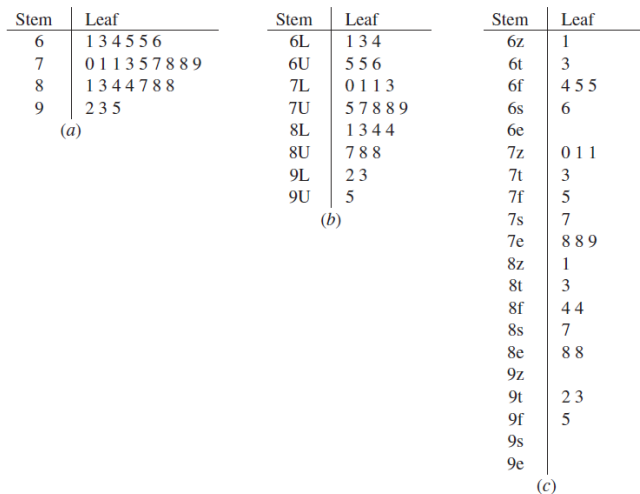 Stem Leaf
6 1 3 4 5 5 6
7 0 1 1 3 5 7 8 8 9
8 1 3 4 4 7 8 8
9 2 3 5
(a)
Stem Leaf
6L 1 3 4
6U 5 5 6
7L 0 1 1 3
7U 5 7 8 8 9
8L 1 3 4 4
8U 7 8 8
9L 2 3
9U 5
(b)
Stem Leaf
6z 1
6t 3
6f 4 5 5
6s 6
6e
7z 0 1 1
7t 3
7f 5
7s 7
7e 8 8 9
8z 1
8t 3
8f 4 4
8s 7
8e 8 8
9z
9t 2 3
9f 5
9s
9e
(c)